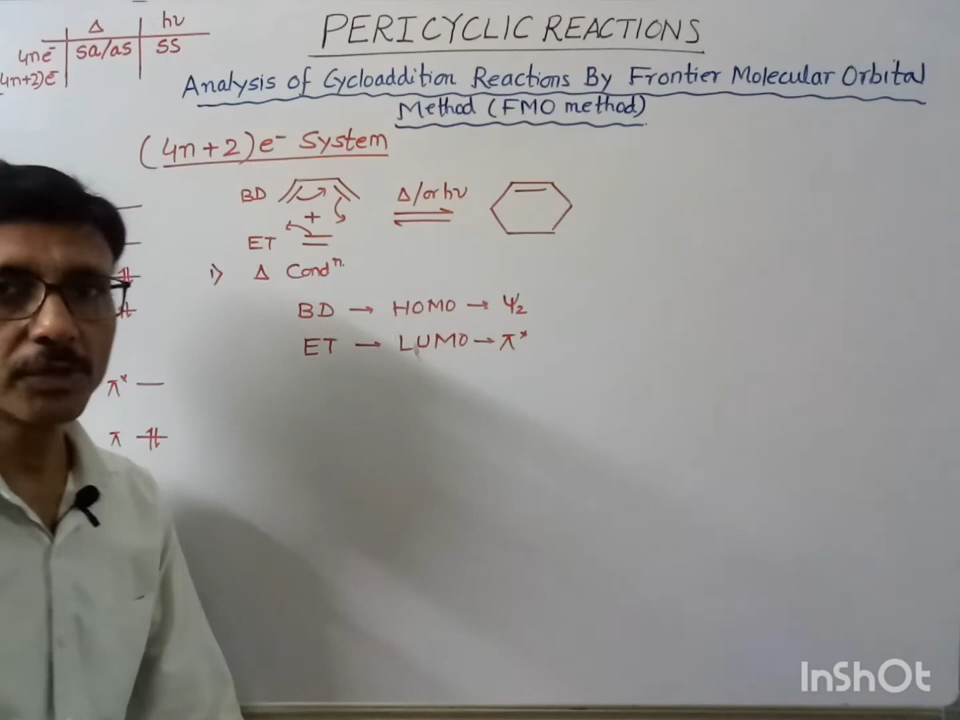 PERICYCLIC REACTIONS
Δ hν
4ne⁻ sa/as ss
4n+2)e⁻
Analysis of Cycloaddition Reactions By Frontier Molecular Orbital
Method (FMO method)
(4n+2)e⁻ System
BD Δ/or hν
+
ET
1) Δ Condⁿ.
BD → HOMO → Ψ₂
ET → LUMO → π*
π*
π
InShOt